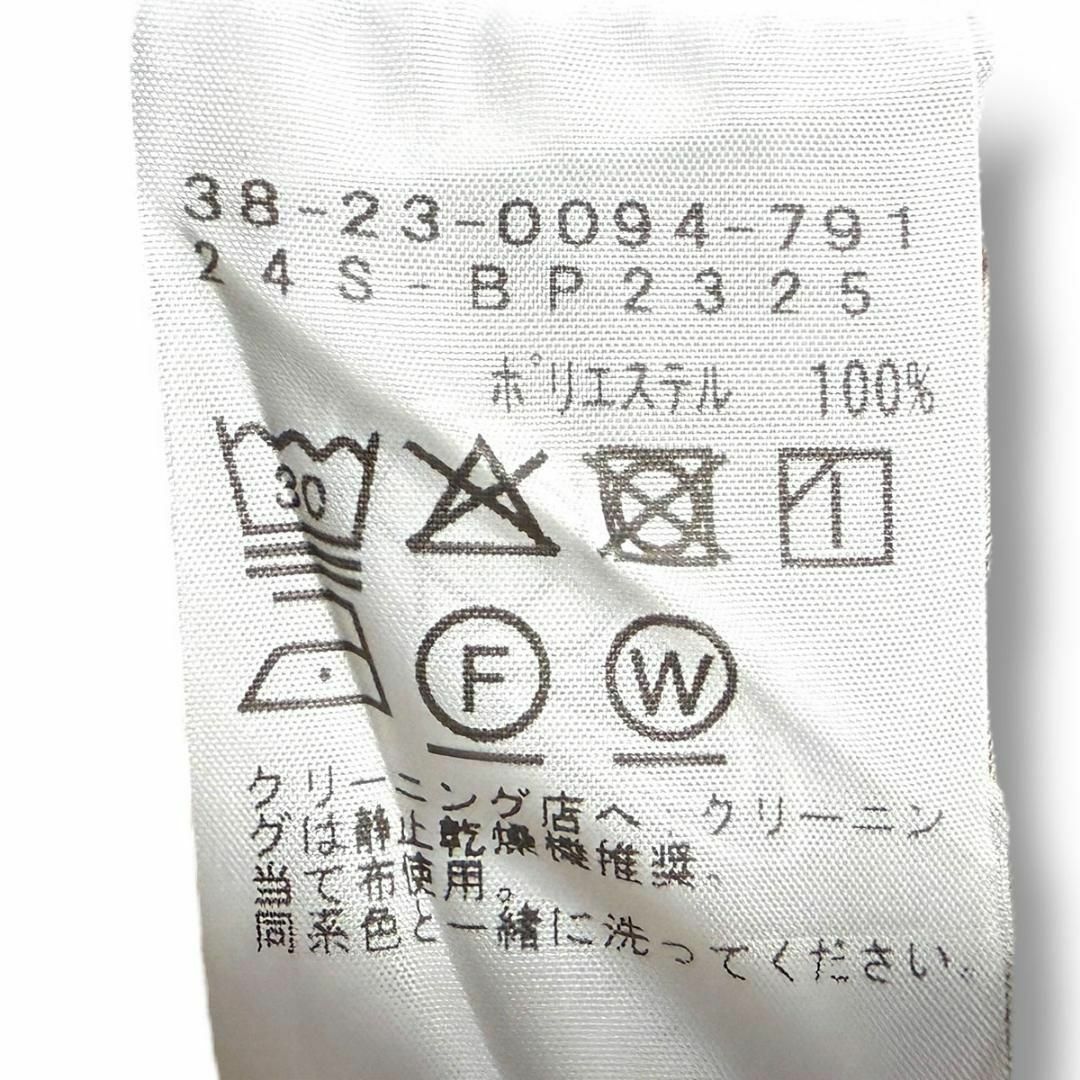 38-23-0094-791
24S-BP2325
ポリエステル 100%
30
F W
クリーニング店へ クリーニン
グは静止乾燥 推奨。
当て布使用。
同系色と一緒に洗ってください。